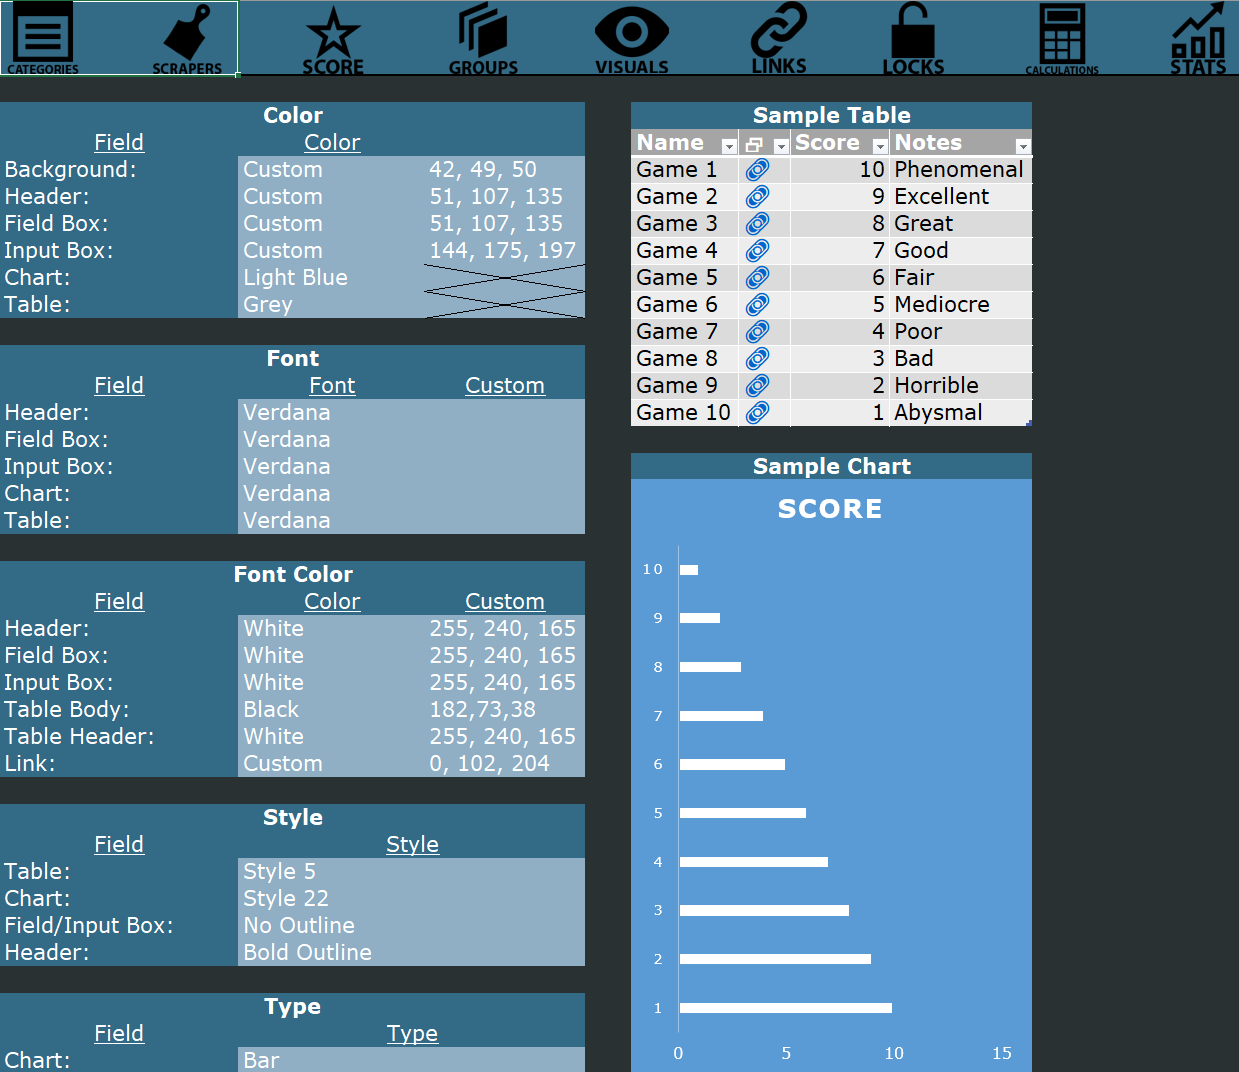 CATEGORIES SCRAPERS SCORE GROUPS VISUALS LINKS LOCKS CALCULATIONS STATS
Color
Field Color
Background: Custom 42, 49, 50
Header: Custom 51, 107, 135
Field Box: Custom 51, 107, 135
Input Box: Custom 144, 175, 197
Chart: Light Blue
Table: Grey
Font
Field Font Custom
Header: Verdana
Field Box: Verdana
Input Box: Verdana
Chart: Verdana
Table: Verdana
Font Color
Field Color Custom
Header: White 255, 240, 165
Field Box: White 255, 240, 165
Input Box: White 255, 240, 165
Table Body: Black 182,73,38
Table Header: White 255, 240, 165
Link: Custom 0, 102, 204
Style
Field Style
Table: Style 5
Chart: Style 22
Field/Input Box: No Outline
Header: Bold Outline
Type
Field Type
Chart: Bar
Sample Table
Name Score Notes
Game 1 10 Phenomenal
Game 2 9 Excellent
Game 3 8 Great
Game 4 7 Good
Game 5 6 Fair
Game 6 5 Mediocre
Game 7 4 Poor
Game 8 3 Bad
Game 9 2 Horrible
Game 10 1 Abysmal
Sample Chart
SCORE
10
9
8
7
6
5
4
3
2
1
0 5 10 15